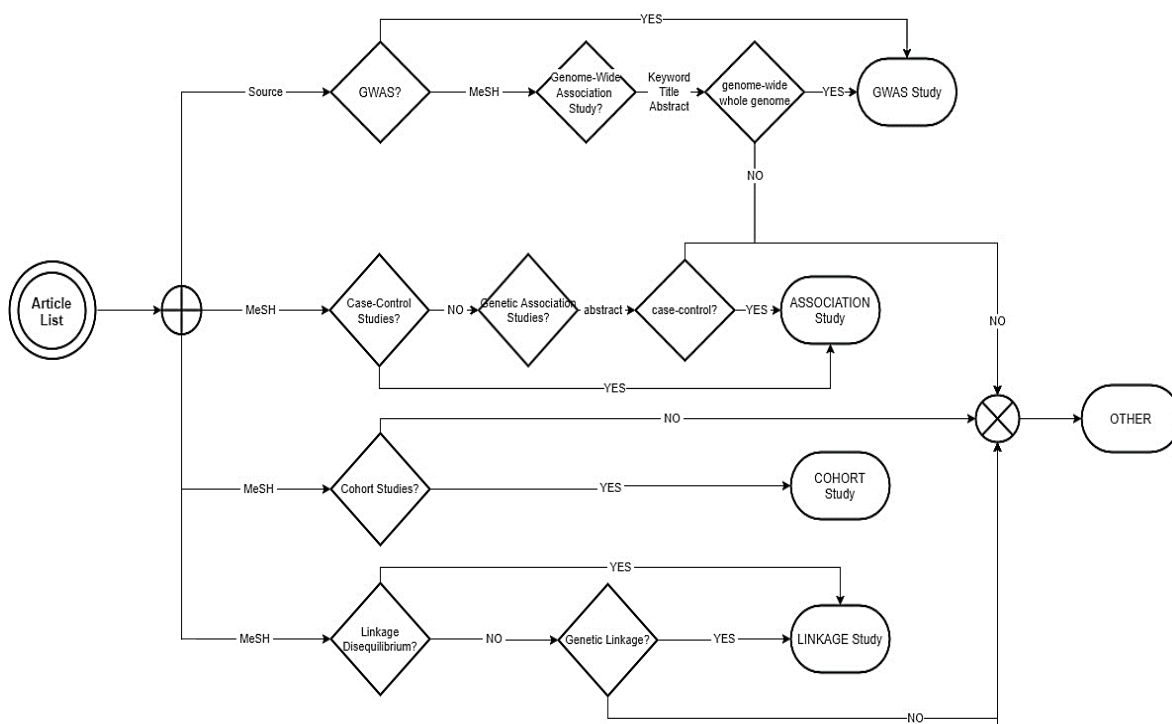 YES
Source
GWAS?
MeSH
Genome-Wide
Association
Study?
Keyword
Title
Abstract
genome-wide
whole genome
YES
GWAS Study
NO
Article
List
MeSH
Case-Control
Studies?
NO
Genetic Association
Studies?
abstract
case-control?
YES
ASSOCIATION
Study
NO
YES
NO
OTHER
MeSH
Cohort Studies?
YES
COHORT
Study
YES
MeSH
Linkage
Disequilibrium?
NO
Genetic Linkage?
YES
LINKAGE Study
NO